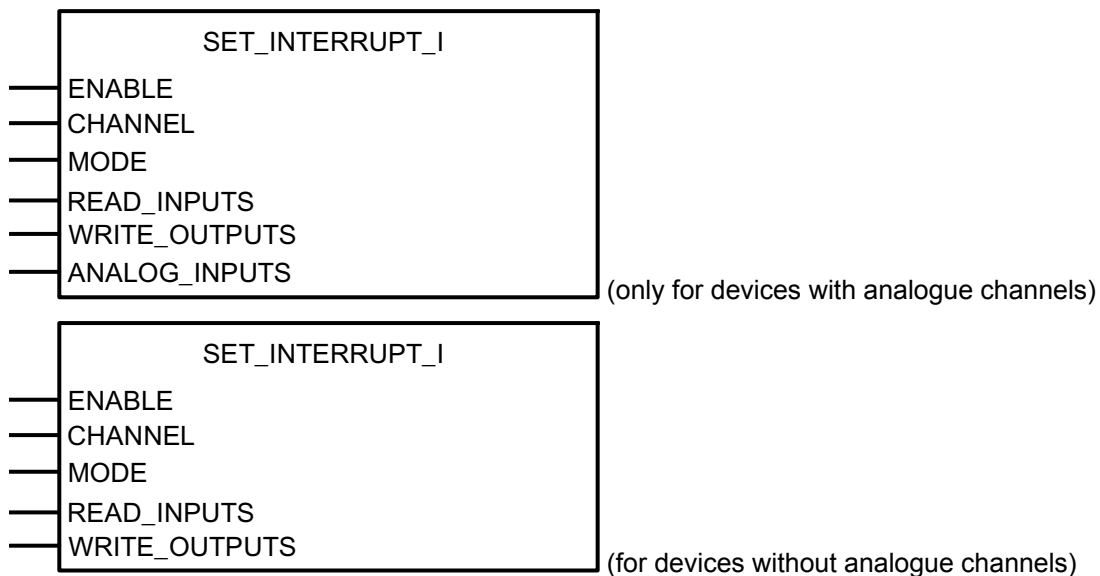 SET_INTERRUPT_I
ENABLE
CHANNEL
MODE
READ_INPUTS
WRITE_OUTPUTS
ANALOG_INPUTS
(only for devices with analogue channels)
SET_INTERRUPT_I
ENABLE
CHANNEL
MODE
READ_INPUTS
WRITE_OUTPUTS
(for devices without analogue channels)